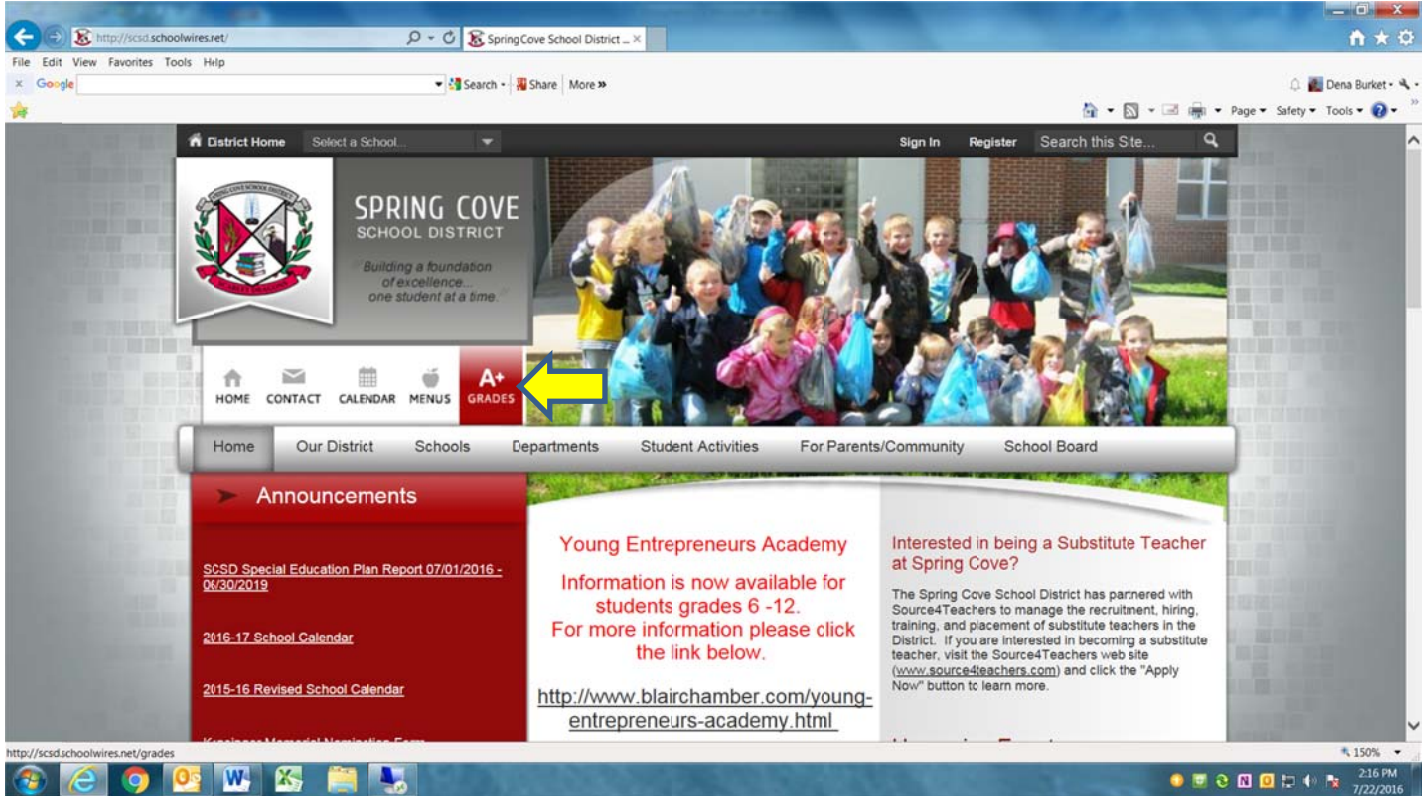 http://scsd.schoolwires.net/
SpringCove School District ...
File Edit View Favorites Tools Help
x Google
Search
Share
More »
Dena Burket
Page
Safety
Tools
District Home
Select a School...
Sign In
Register
Search this Site...
SPRING COVE SCHOOL DISTRICT
SCARLET DRAGONS
SPRING COVE
SCHOOL DISTRICT
"Building a foundation
of excellence...
one student at a time."
A+
HOME CONTACT CALENDAR MENUS GRADES
Home Our District Schools Departments Student Activities For Parents/Community School Board
Announcements
SCSD Special Education Plan Report 07/01/2016 -
06/30/2019
2016-17 School Calendar
2015-16 Revised School Calendar
Young Entrepreneurs Academy
Information is now available for
students grades 6 -12.
For more information please click
the link below.
http://www.blairchamber.com/young-
entrepreneurs-academy.html
Interested in being a Substitute Teacher
at Spring Cove?
The Spring Cove School District has partnered with
Source4Teachers to manage the recruitment, hiring,
training, and placement of substitute teachers in the
District. If you are interested in becoming a substitute
teacher, visit the Source4Teachers web site
(www.source4teachers.com) and click the "Apply
Now" button to learn more.
http://scsd.schoolwires.net/grades
150%
2:16 PM
7/22/2016